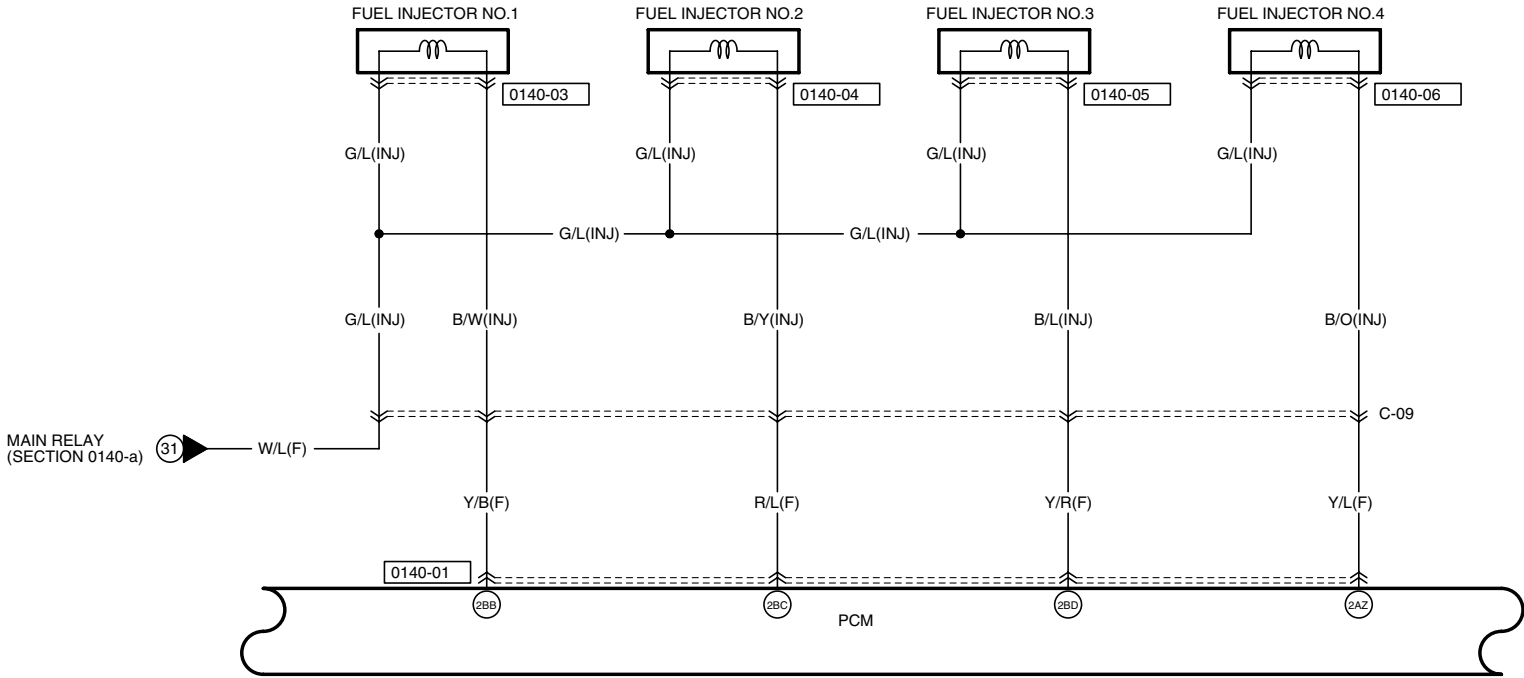 FUEL INJECTOR NO.1
FUEL INJECTOR NO.2
FUEL INJECTOR NO.3
FUEL INJECTOR NO.4
0140-03
0140-04
0140-05
0140-06
G/L(INJ)
G/L(INJ)
G/L(INJ)
G/L(INJ)
G/L(INJ)
G/L(INJ)
G/L(INJ)
B/W(INJ)
B/Y(INJ)
B/L(INJ)
B/O(INJ)
C-09
MAIN RELAY
(SECTION 0140-a)
31
W/L(F)
Y/B(F)
R/L(F)
Y/R(F)
Y/L(F)
0140-01
2BB
2BC
2BD
2AZ
PCM